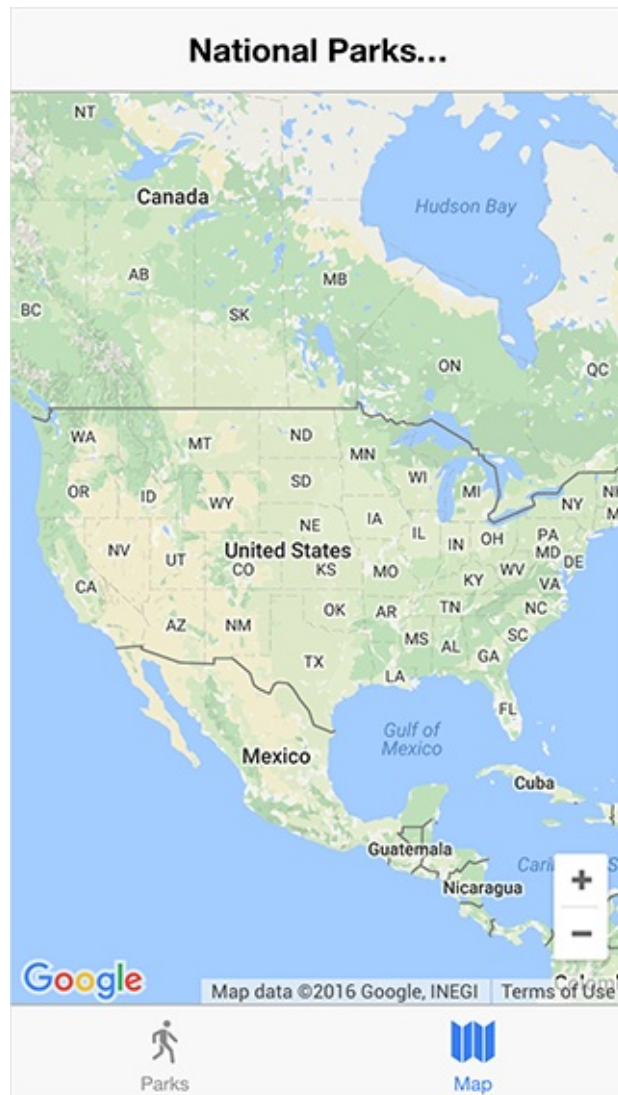 National Parks...
NT
Canada
Hudson Bay
AB
MB
BC
SK
ON
QC
WA
MT
ND
MN
OR
ID
WY
SD
WI
MI
NY
NV
UT
CO
NE
IA
IL
IN
OH
PA
MD
DE
United States
KS
MO
KY
WV
VA
CA
AZ
NM
OK
AR
TN
NC
SC
TX
MS
AL
GA
LA
FL
Gulf of
Mexico
Mexico
Cuba
Guatemala
Nicaragua
+
−
Google
Map data ©2016 Google, INEGI
Terms of Use
Parks
Map